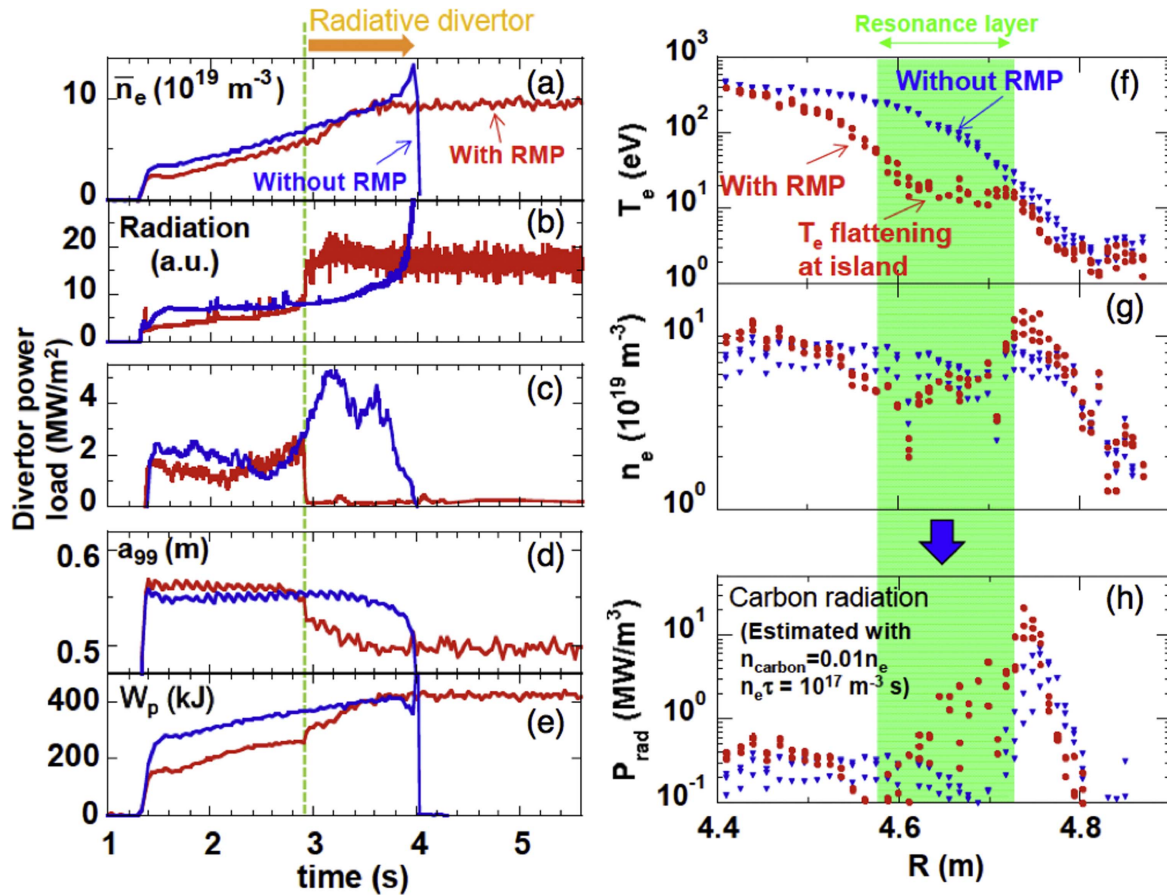 Radiative divertor
n̅e (10^19 m^-3)
(a)
10
0
With RMP
Without RMP
Radiation
(a.u.)
(b)
20
10
0
Divertor power
load (MW/m^2)
(c)
4
2
0
a99 (m)
(d)
0.6
0.5
Wp (kJ)
(e)
400
200
0
1 2 3 4 5
time (s)
Resonance layer
(f)
Without RMP
With RMP
Te flattening
at island
Te (eV)
10^3
10^2
10^1
10^0
(g)
ne (10^19 m^-3)
10^1
10^0
(h)
Carbon radiation
(Estimated with
ncarbon=0.01ne
neτ = 10^17 m^-3 s)
Prad (MW/m^3)
10^1
10^0
10^-1
4.4 4.6 4.8
R (m)